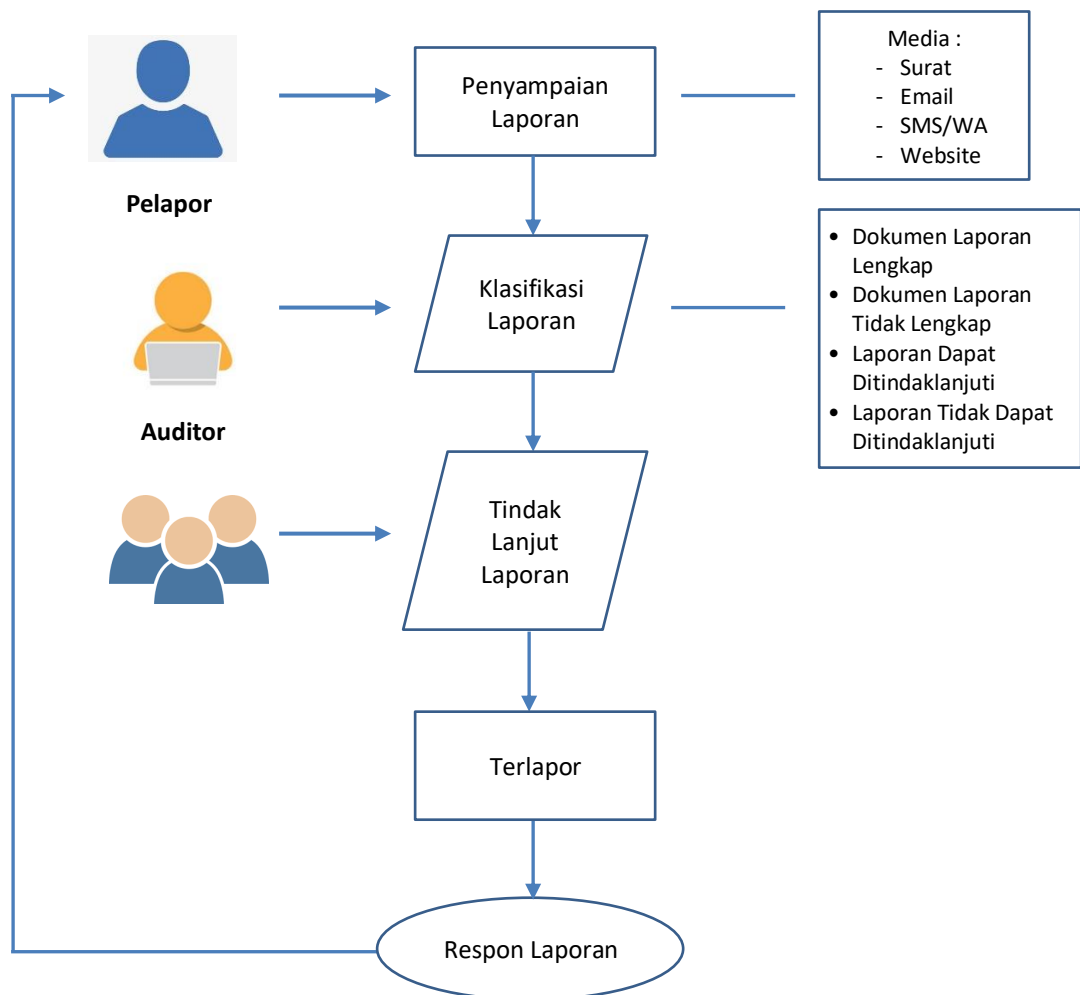 Penyampaian
Laporan
Media :
- Surat
- Email
- SMS/WA
- Website
Pelapor
Klasifikasi
Laporan
• Dokumen Laporan
Lengkap
• Dokumen Laporan
Tidak Lengkap
• Laporan Dapat
Ditindaklanjuti
• Laporan Tidak Dapat
Ditindaklanjuti
Auditor
Tindak
Lanjut
Laporan
Terlapor
Respon Laporan